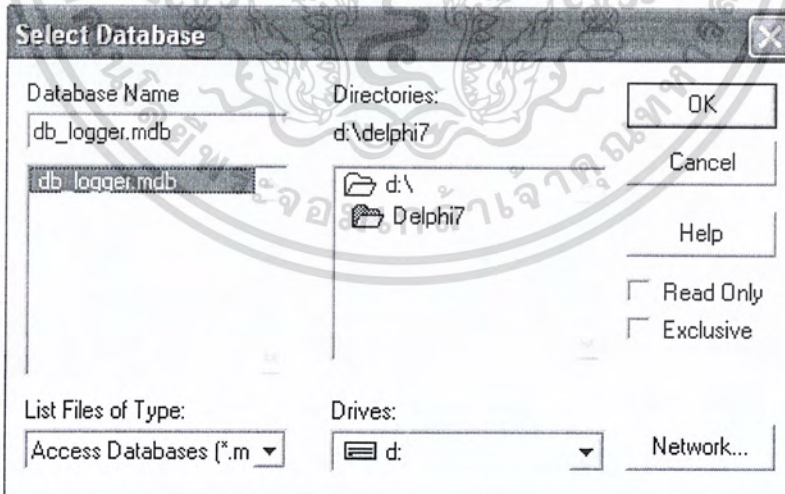 Select Database
Database Name
db_logger.mdb
db_logger.mdb
Directories:
d:\delphi7
d:\
Delphi7
OK
Cancel
Help
Read Only
Exclusive
List Files of Type:
Access Databases (*.m
Drives:
d:
Network...